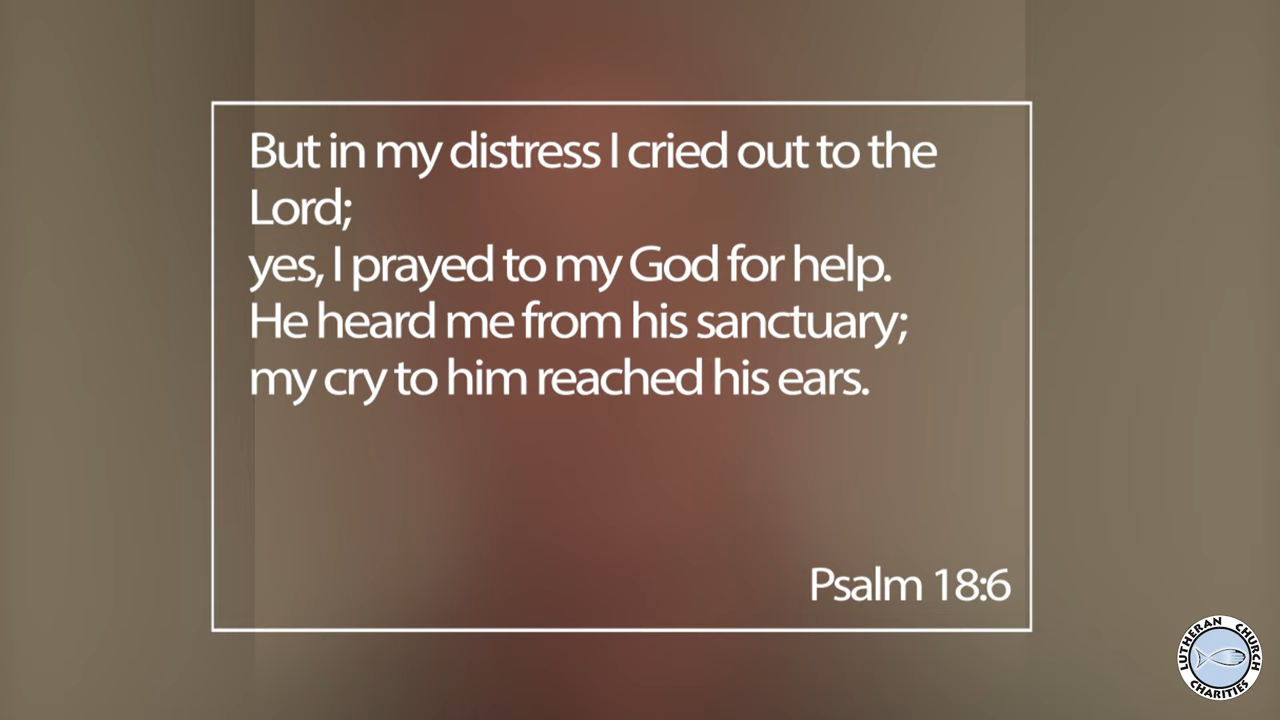 But in my distress I cried out to the
Lord;
yes, I prayed to my God for help.
He heard me from his sanctuary;
my cry to him reached his ears.
Psalm 18:6
LUTHERAN CHURCH
CHARITIES